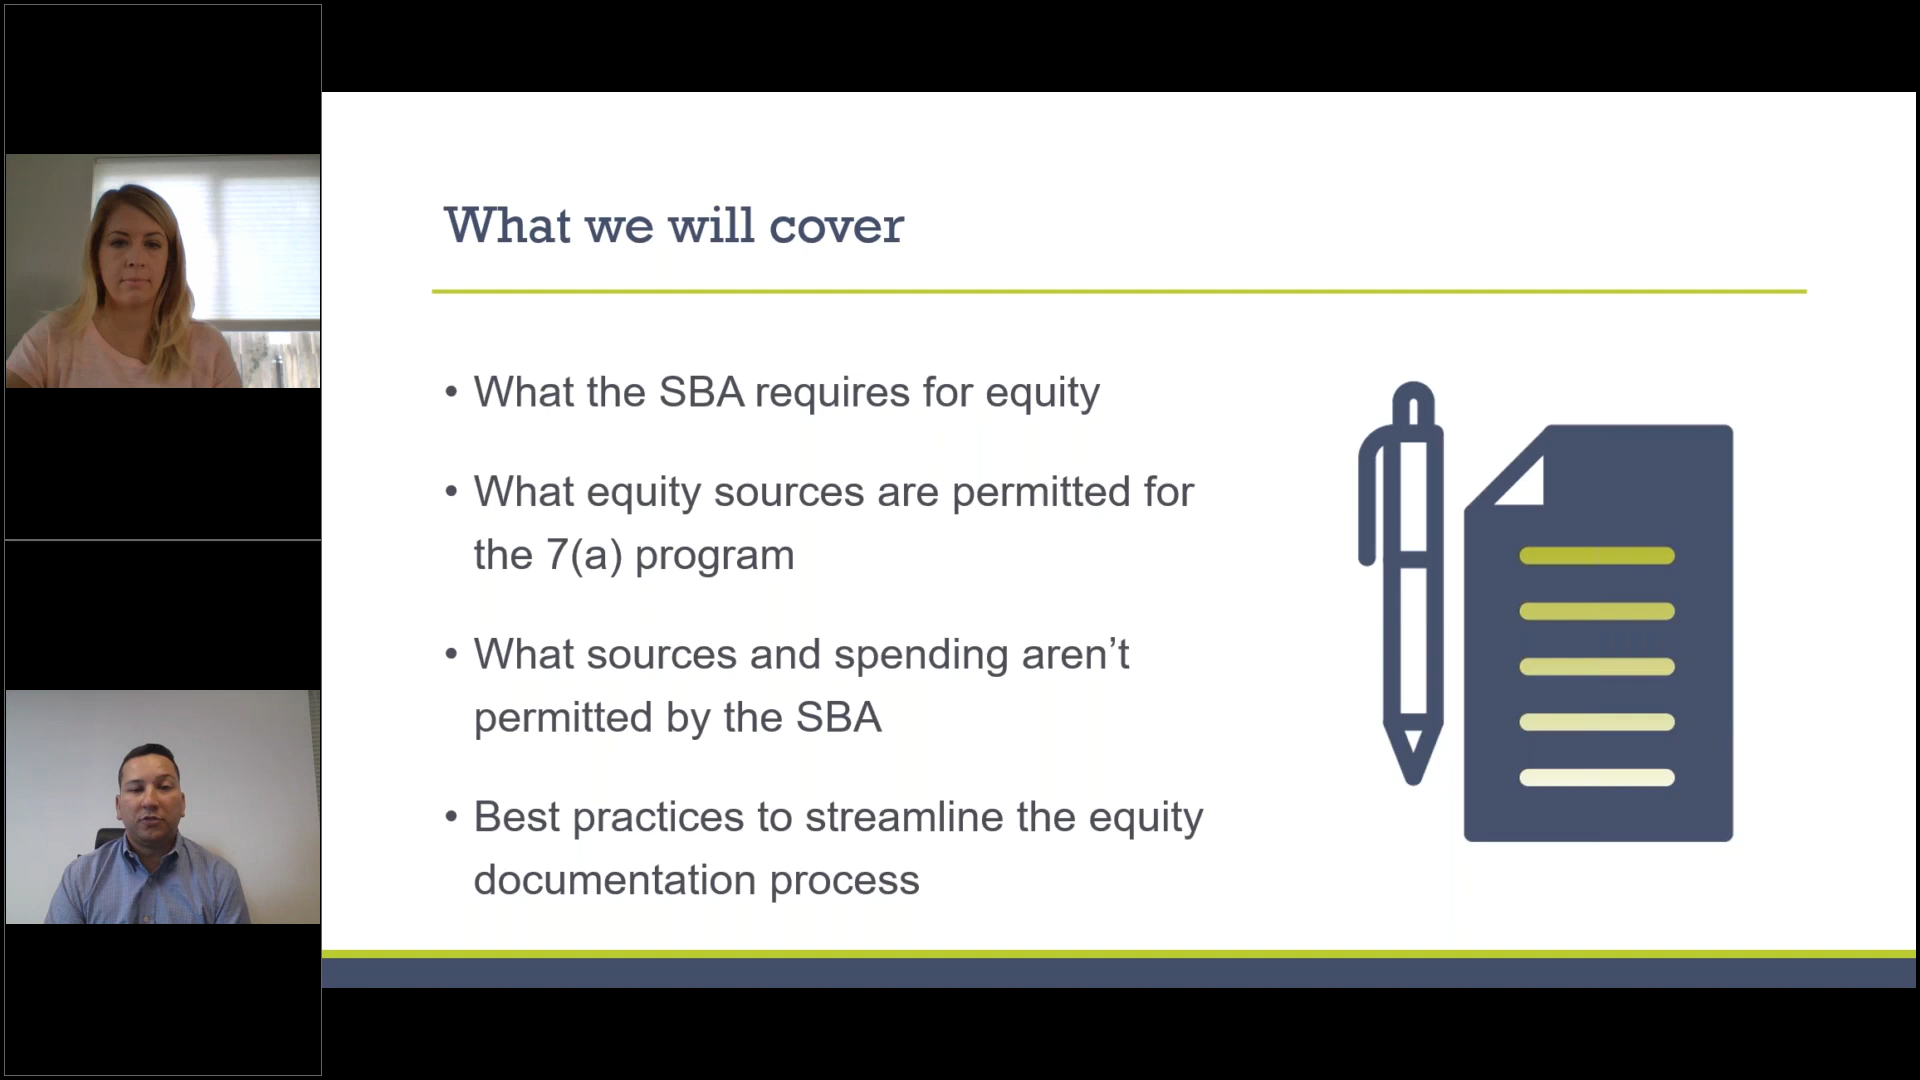 What we will cover
• What the SBA requires for equity
• What equity sources are permitted for
the 7(a) program
• What sources and spending aren’t
permitted by the SBA
• Best practices to streamline the equity
documentation process